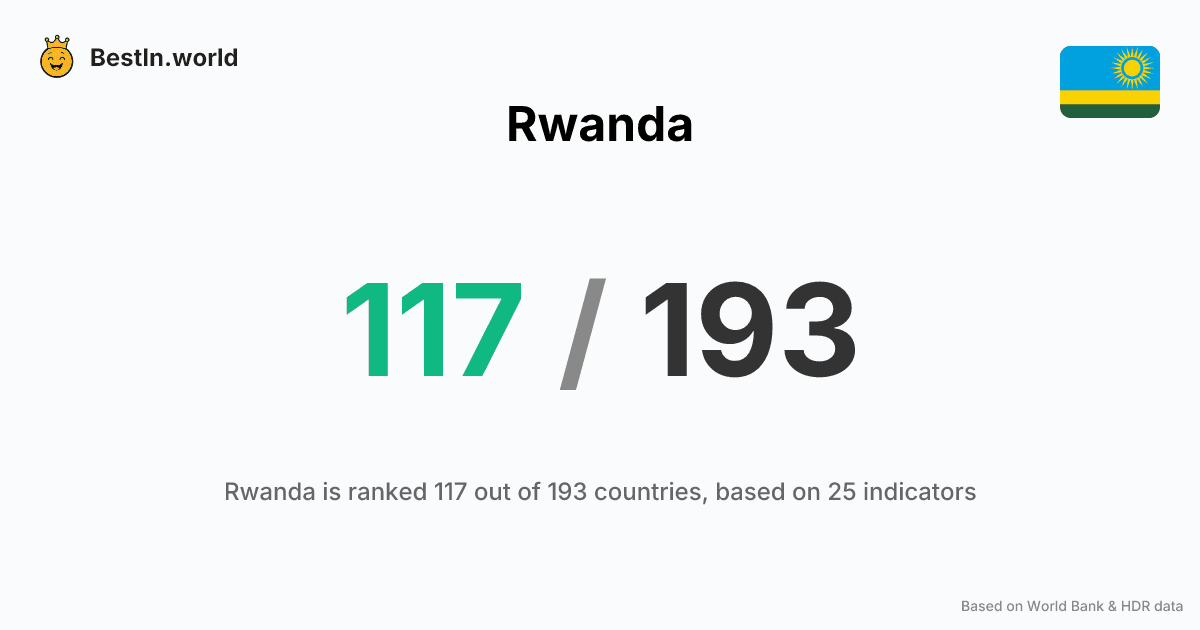 BestIn.world
Rwanda
117 / 193
Rwanda is ranked 117 out of 193 countries, based on 25 indicators
Based on World Bank & HDR data